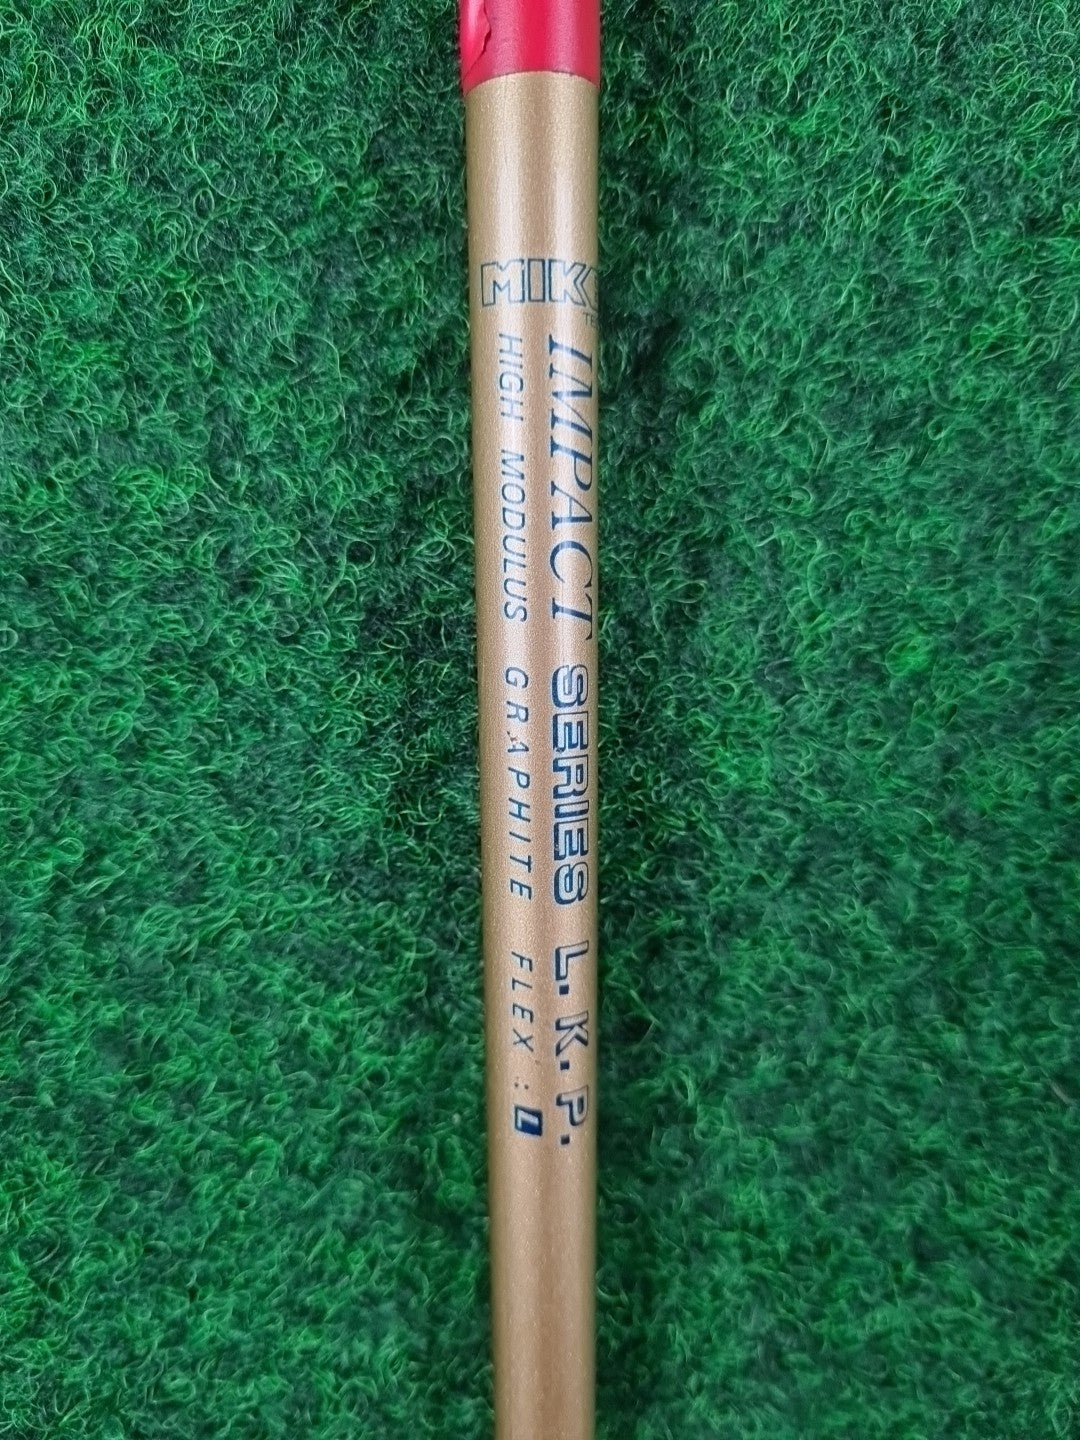 IMPACT SERIES L.K.P.
HIGH MODULUS GRAPHITE FLEX : L